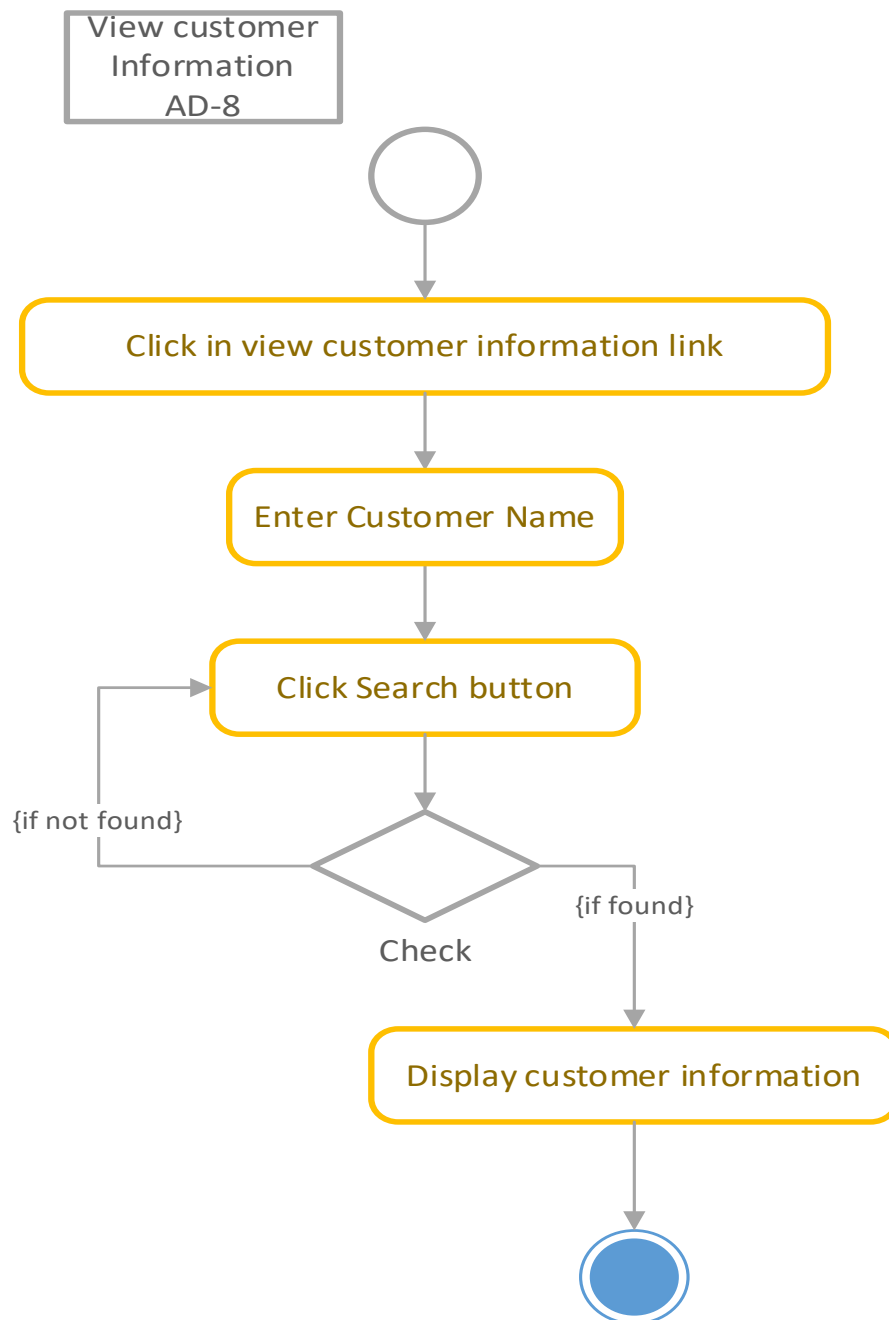 View customer
Information
AD-8
Click in view customer information link
Enter Customer Name
Click Search button
{if not found}
{if found}
Check
Display customer information